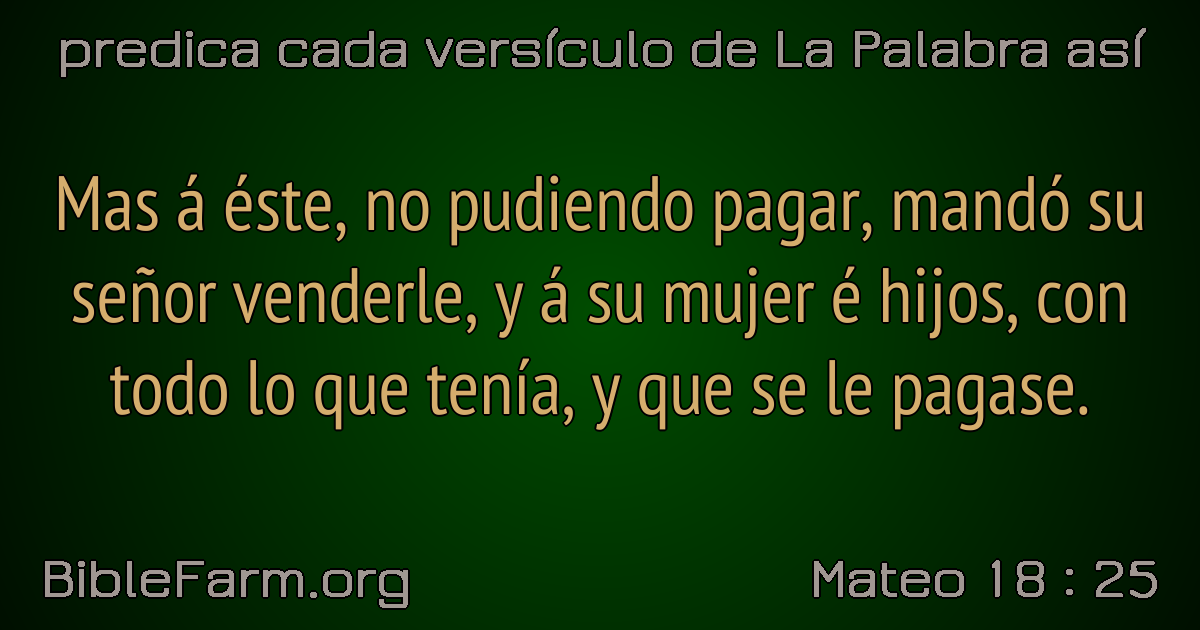 predica cada versículo de La Palabra así
Mas á éste, no pudiendo pagar, mandó su
señor venderle, y á su mujer é hijos, con
todo lo que tenía, y que se le pagase.
BibleFarm.org
Mateo 18 : 25